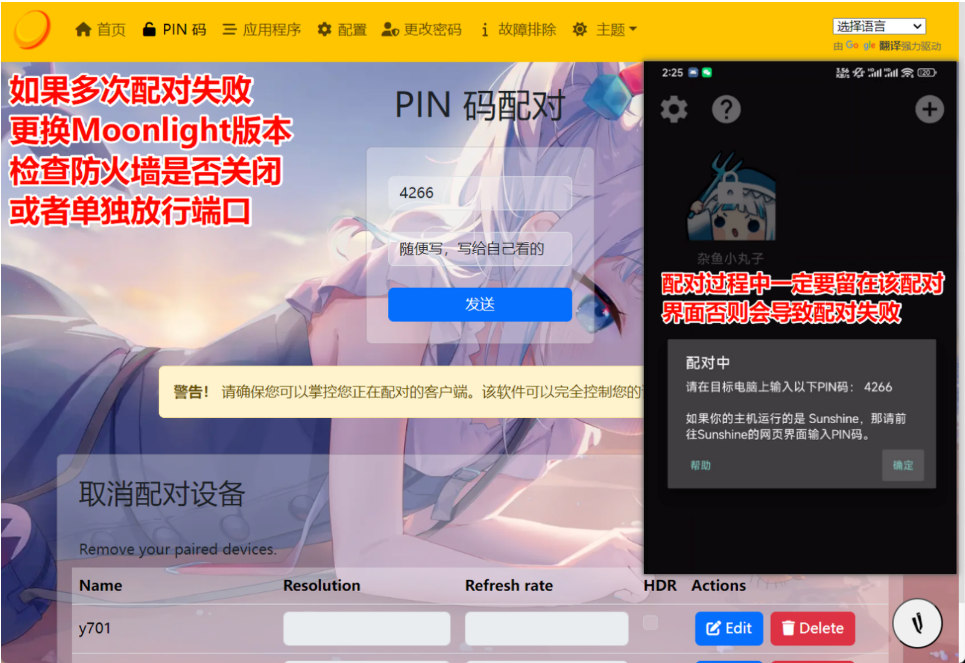 首页 PIN 码 应用程序 配置 更改密码 故障排除 主题
选择语言
由 Google 翻译强力驱动
如果多次配对失败
更换Moonlight版本
检查防火墙是否关闭
或者单独放行端口
PIN 码配对
4266
随便写，写给自己看的
发送
警告！ 请确保您可以掌控您正在配对的客户端。该软件可以完全控制您的
2:25
杂鱼小丸子
配对过程中一定要留在该配对
界面否则会导致配对失败
配对中
请在目标电脑上输入以下PIN码： 4266
如果你的主机运行的是 Sunshine，那请前
往Sunshine的网页界面输入PIN码。
帮助 确定
取消配对设备
Remove your paired devices.
Name Resolution Refresh rate HDR Actions
y701 Edit Delete